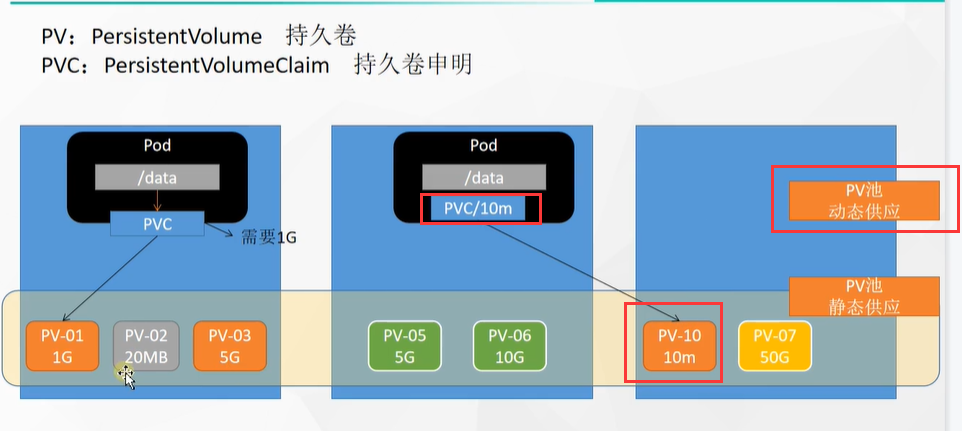 PV：PersistentVolume 持久卷
PVC：PersistentVolumeClaim 持久卷申明
Pod
/data
PVC
需要1G
Pod
/data
PVC/10m
PV池
动态供应
PV池
静态供应
PV-01
1G
PV-02
20MB
PV-03
5G
PV-05
5G
PV-06
10G
PV-10
10m
PV-07
50G